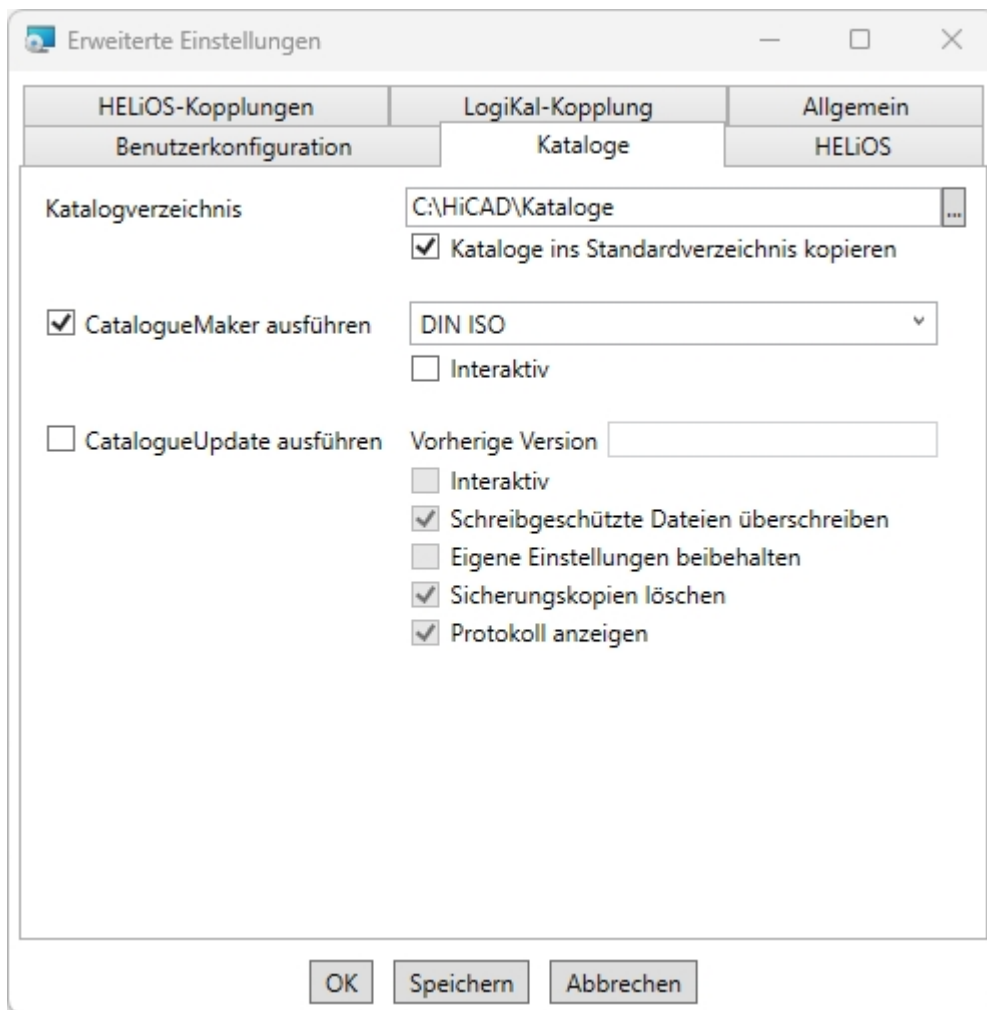 Erweiterte Einstellungen
HELiOS-Kopplungen LogiKal-Kopplung Allgemein
Benutzerkonfiguration Kataloge HELiOS
Katalogverzeichnis C:\HiCAD\Kataloge ...
Kataloge ins Standardverzeichnis kopieren
CatalogueMaker ausführen DIN ISO
Interaktiv
CatalogueUpdate ausführen Vorherige Version
Interaktiv
Schreibgeschützte Dateien überschreiben
Eigene Einstellungen beibehalten
Sicherungskopien löschen
Protokoll anzeigen
OK Speichern Abbrechen